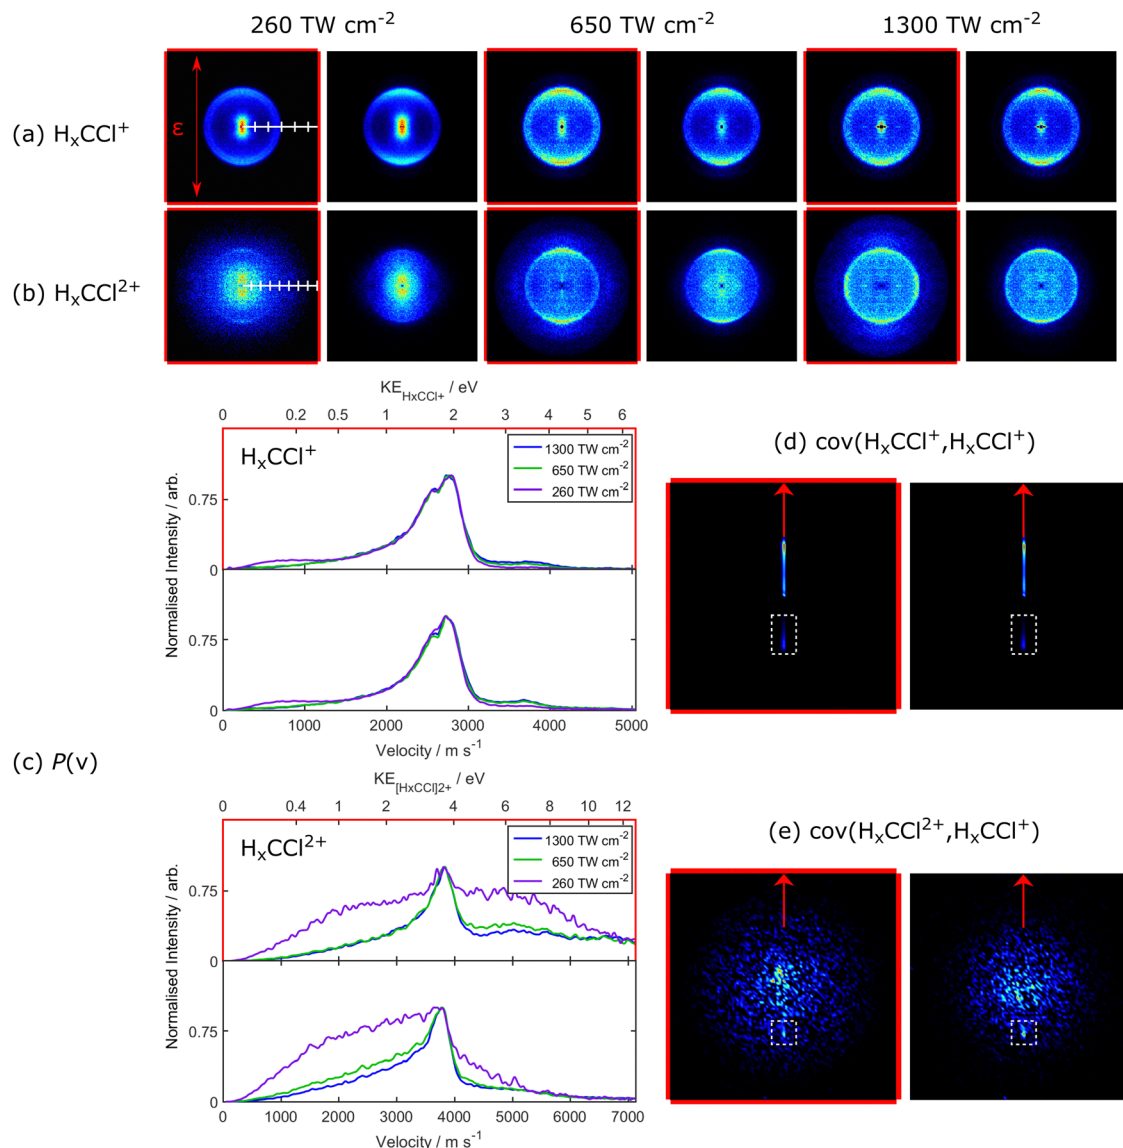 260 TW cm⁻² 650 TW cm⁻² 1300 TW cm⁻²
(a) HₓCCl⁺
ε
(b) HₓCCl²⁺
KE_HxCCl+ / eV
0 0.2 0.5 1 2 3 4 5 6
HₓCCl⁺
1300 TW cm⁻²
650 TW cm⁻²
260 TW cm⁻²
0.75
0
0.75
0
Normalised Intensity / arb.
0 1000 2000 3000 4000 5000
Velocity / m s⁻¹
(d) cov(HₓCCl⁺,HₓCCl⁺)
(c) P(v)
KE_[HxCCl]2+ / eV
0 0.4 1 2 4 6 8 10 12
HₓCCl²⁺
1300 TW cm⁻²
650 TW cm⁻²
260 TW cm⁻²
0.75
0
0.75
0
Normalised Intensity / arb.
0 1000 2000 3000 4000 5000 6000 7000
Velocity / m s⁻¹
(e) cov(HₓCCl²⁺,HₓCCl⁺)